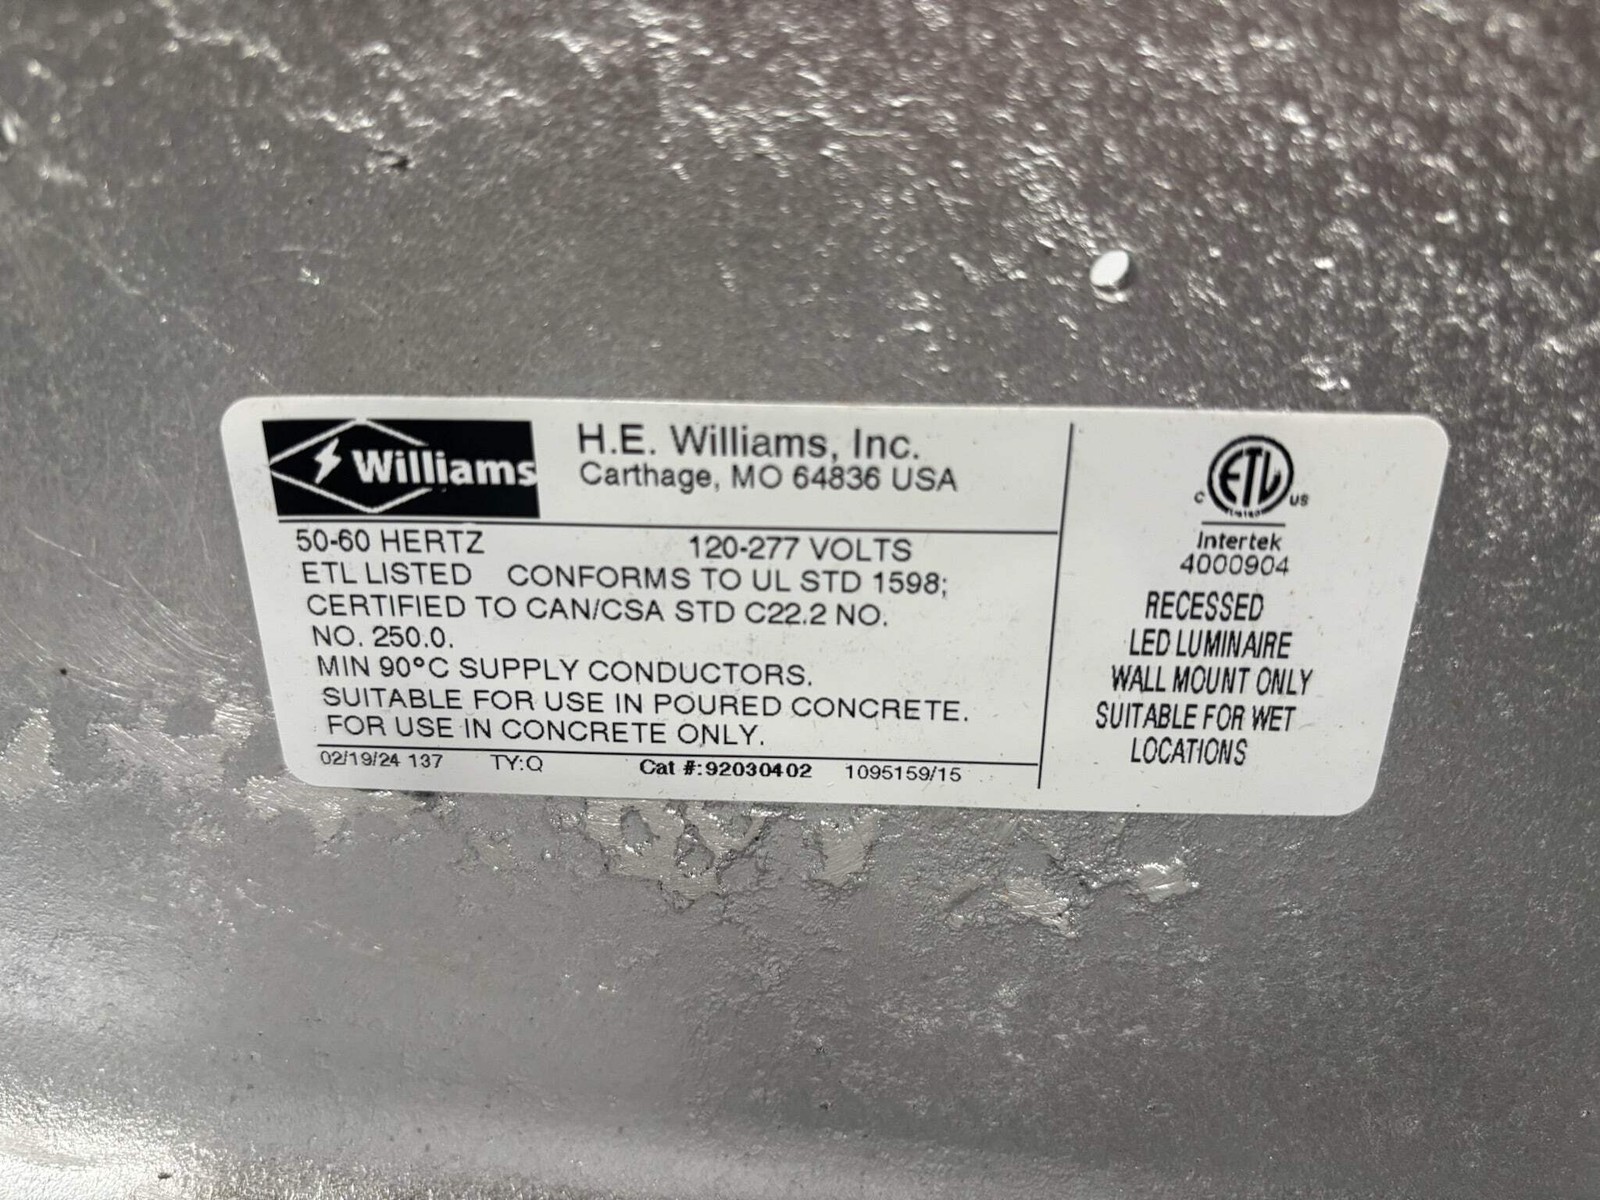 Williams
H.E. Williams, Inc.
Carthage, MO 64836 USA
50-60 HERTZ 120-277 VOLTS
ETL LISTED CONFORMS TO UL STD 1598;
CERTIFIED TO CAN/CSA STD C22.2 NO.
NO. 250.0.
MIN 90°C SUPPLY CONDUCTORS.
SUITABLE FOR USE IN POURED CONCRETE.
FOR USE IN CONCRETE ONLY.
02/19/24 137 TY:Q Cat #:92030402 1095159/15
ETL
C US
LISTED
Intertek
4000904
RECESSED
LED LUMINAIRE
WALL MOUNT ONLY
SUITABLE FOR WET
LOCATIONS